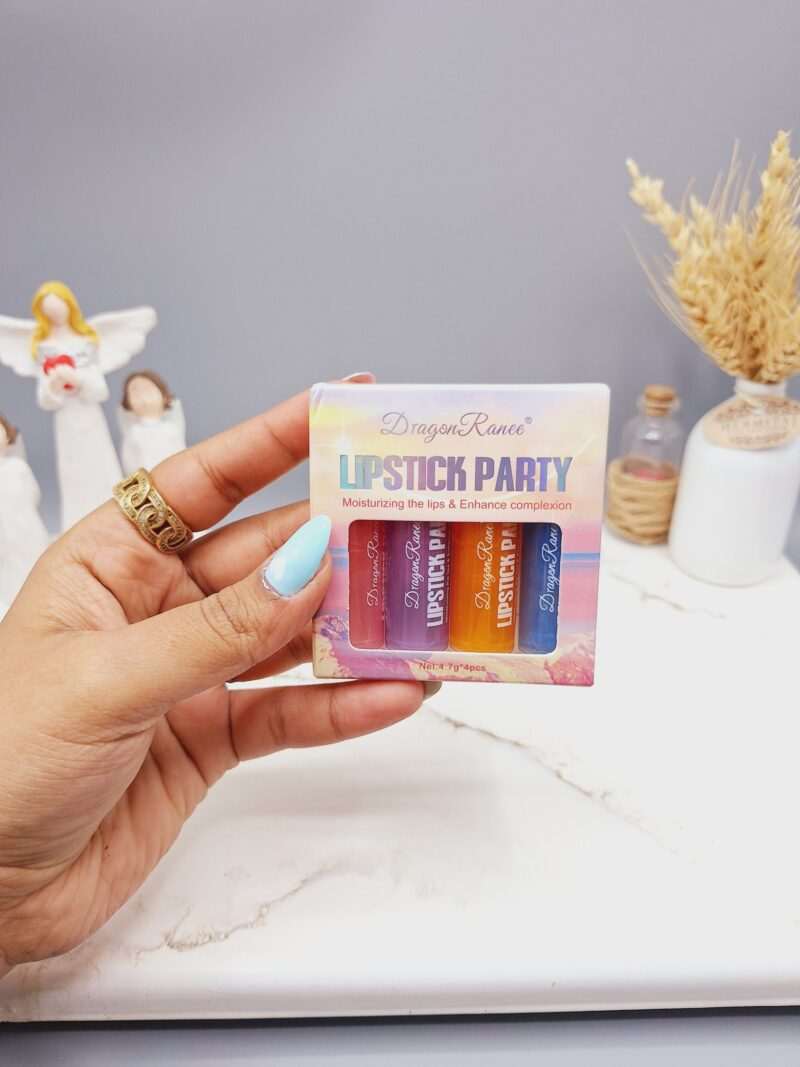 DragonRanee®
LIPSTICK PARTY
Moisturizing the lips & Enhance complexion
DragonRanee
DragonRanee
LIPSTICK PA
DragonRanee
LIPSTICK PA
DragonRanee
Net:4.7g*4pcs